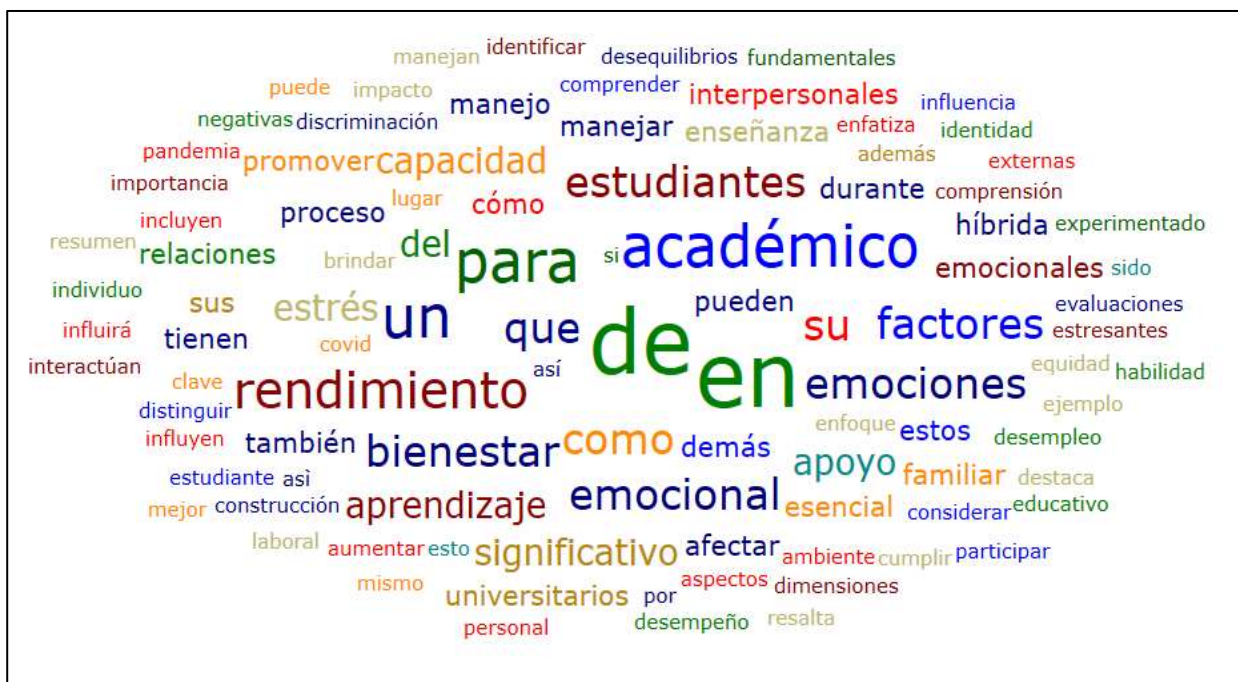 manejan identificar desequilibrios fundamentales
puede impacto manejo comprender interpersonales influencia
negativas discriminación manejar enseñanza enfatiza identidad
pandemia promover capacidad además externas
importancia lugar cómo estudiantes durante comprensión
incluyen proceso híbrida experimentado
resumen relaciones brindar del para si académico emocionales sido
individuo sus estrés un que de pueden su factores evaluaciones
influirá tienen covid así estresantes
interactúan clave rendimiento en emociones equidad habilidad
distinguir ejemplo
influyen también bienestar como demás enfoque estos desempleo
estudiante asì apoyo familiar destaca
mejor construcción aprendizaje emocional esencial considerar educativo
laboral aumentar esto significativo afectar ambiente cumplir participar
mismo universitarios por aspectos dimensiones
personal desempeño resalta